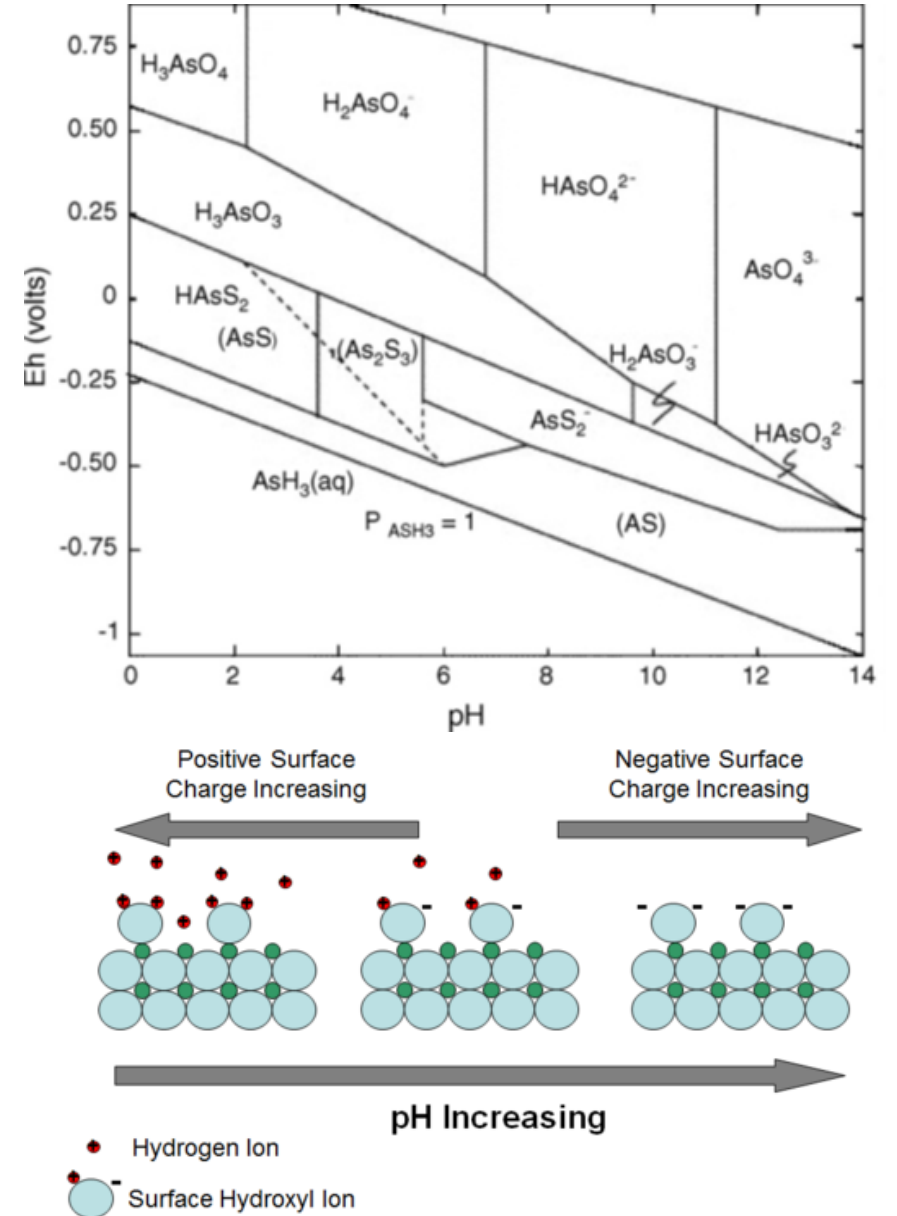 0.75
0.50
0.25
0
-0.25
-0.50
-0.75
-1
Eh (volts)
H₃AsO₄
H₂AsO₄⁻
HAsO₄²⁻
AsO₄³⁻
H₃AsO₃
HAsS₂
(AsS)
(As₂S₃)
H₂AsO₃⁻
AsS₂⁻
HAsO₃²
AsH₃(aq)
P ASH3 = 1
(AS)
0 2 4 6 8 10 12 14
pH
Positive Surface
Charge Increasing
Negative Surface
Charge Increasing
pH Increasing
Hydrogen Ion
Surface Hydroxyl Ion